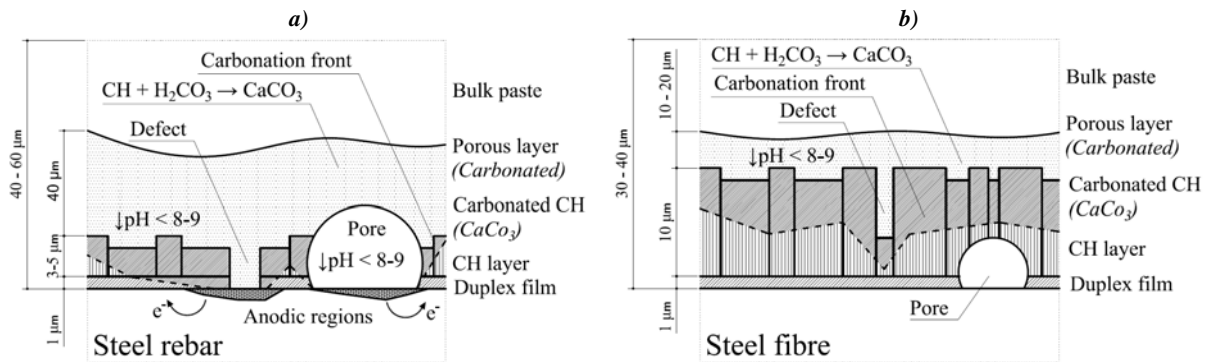 a)
Carbonation front
CH + H₂CO₃ → CaCO₃
Defect
Bulk paste
Porous layer
(Carbonated)
Carbonated CH
(CaCo₃)
CH layer
Duplex film
↓pH < 8-9
Pore
↓pH < 8-9
40 - 60 μm
40 μm
3-5 μm
1 μm
e⁻
Anodic regions
e⁻
Steel rebar
b)
CH + H₂CO₃ → CaCO₃
Carbonation front
Defect
Bulk paste
↓pH < 8-9
Porous layer
(Carbonated)
Carbonated CH
(CaCo₃)
CH layer
Duplex film
30 - 40 μm
10 - 20 μm
10 μm
1 μm
Pore
Steel fibre